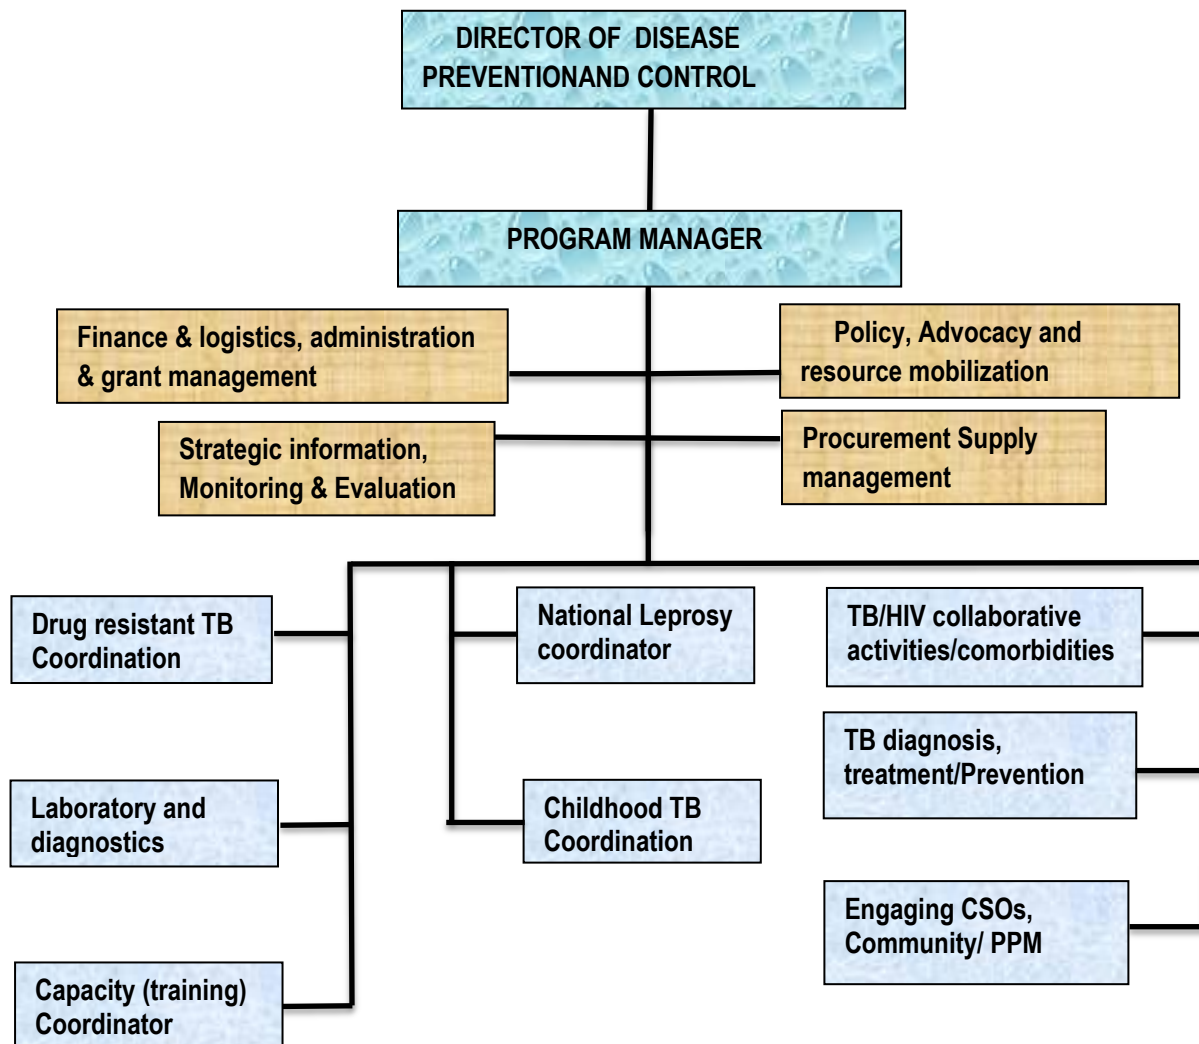 DIRECTOR OF DISEASE
PREVENTIONAND CONTROL
PROGRAM MANAGER
Finance & logistics, administration
& grant management
Policy, Advocacy and
resource mobilization
Strategic information,
Monitoring & Evaluation
Procurement Supply
management
Drug resistant TB
Coordination
National Leprosy
coordinator
TB/HIV collaborative
activities/comorbidities
TB diagnosis,
treatment/Prevention
Laboratory and
diagnostics
Childhood TB
Coordination
Engaging CSOs,
Community/ PPM
Capacity (training)
Coordinator